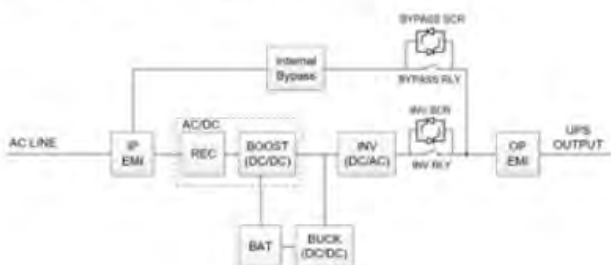 BYPASS SCR
Internal
Bypass
BYPASS RLY
AC/DC
INV SCR
AC LINE
IP
EMI
REC
BOOST
(DC/DC)
INV
(DC/AC)
INV RLY
OP
EMI
UPS
OUTPUT
BAT
BUCK
(DC/DC)